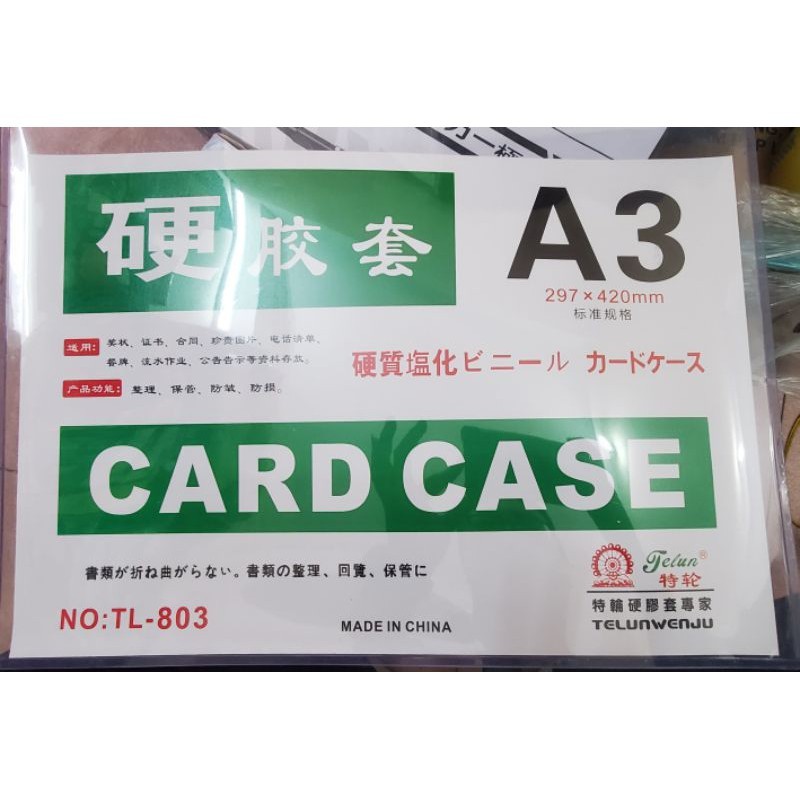 硬胶套
A3
297×420mm
标准规格
适用: 奖状、证书、合同、珍贵图片、电话清单、
餐牌、流水作业、公告告示等资料存放。
产品功能: 整理、保管、防皱、防损。
硬質塩化ビニール カードケース
CARD CASE
書類が折ね曲がらない。書類の整理、回覽、保管に
NO:TL-803
MADE IN CHINA
Telun®
特轮
特輪硬膠套專家
TELUNWENJU